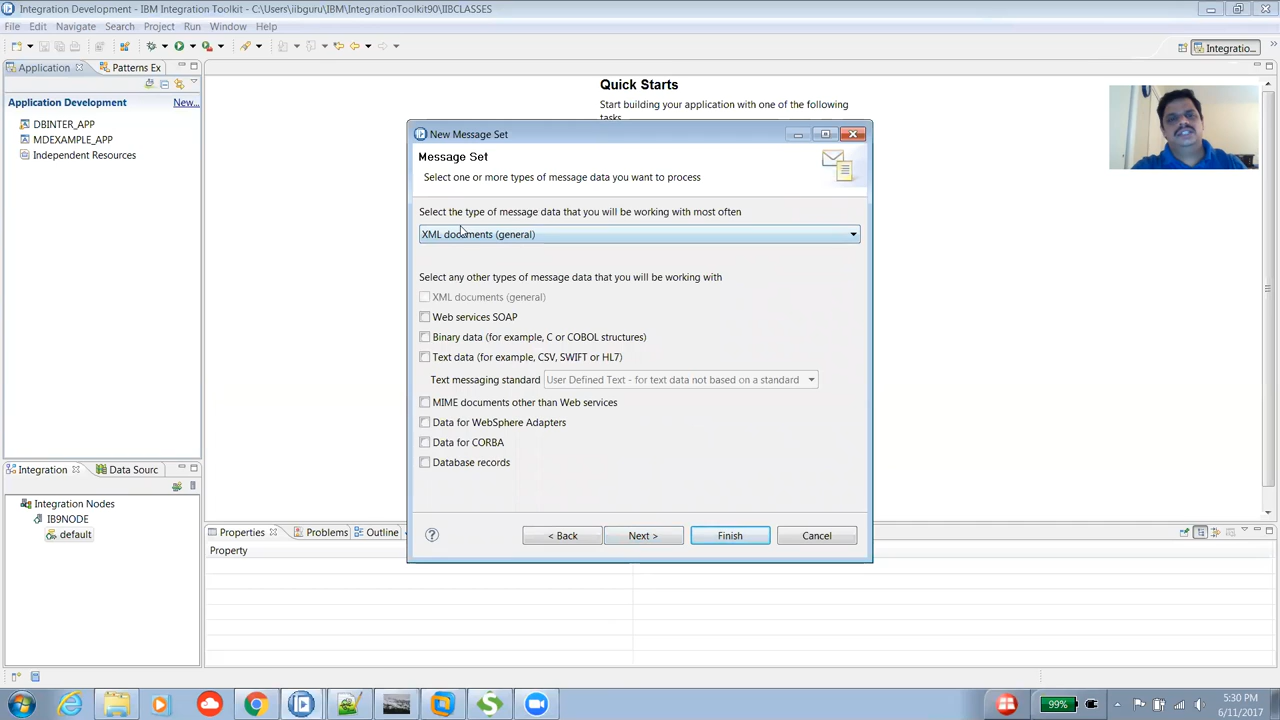 Integration Development - IBM Integration Toolkit - C:\Users\iibguru\IBM\IntegrationToolkit90\IIBCLASSES
File Edit Navigate Search Project Run Window Help
Integratio...
Application
Patterns Ex
Application Development
New...
DBINTER_APP
MDEXAMPLE_APP
Independent Resources
Quick Starts
Start building your application with one of the following
tasks
New Message Set
Message Set
Select one or more types of message data you want to process
Select the type of message data that you will be working with most often
XML documents (general)
Select any other types of message data that you will be working with
XML documents (general)
Web services SOAP
Binary data (for example, C or COBOL structures)
Text data (for example, CSV, SWIFT or HL7)
Text messaging standard User Defined Text - for text data not based on a standard
MIME documents other than Web services
Data for WebSphere Adapters
Data for CORBA
Database records
< Back Next > Finish Cancel
Integration
Data Sourc
Integration Nodes
IB9NODE
default
Properties Problems Outline
Property
99%
5:30 PM
6/11/2017